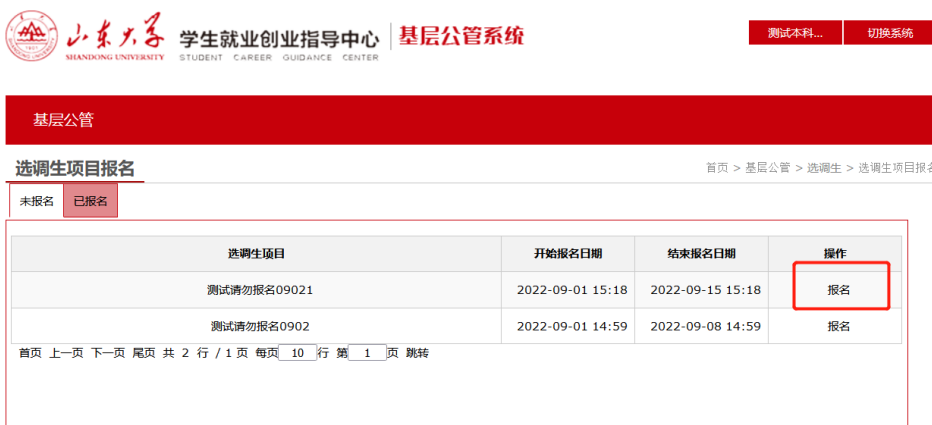 山东大学 学生就业创业指导中心 基层公管系统 测试本科... 切换系统
SHANDONG UNIVERSITY STUDENT CAREER GUIDANCE CENTER
基层公管
选调生项目报名 首页 > 基层公管 > 选调生 > 选调生项目报名
未报名 已报名
选调生项目 开始报名日期 结束报名日期 操作
测试请勿报名09021 2022-09-01 15:18 2022-09-15 15:18 报名
测试请勿报名0902 2022-09-01 14:59 2022-09-08 14:59 报名
首页 上一页 下一页 尾页 共 2 行 / 1 页 每页 10 行 第 1 页 跳转